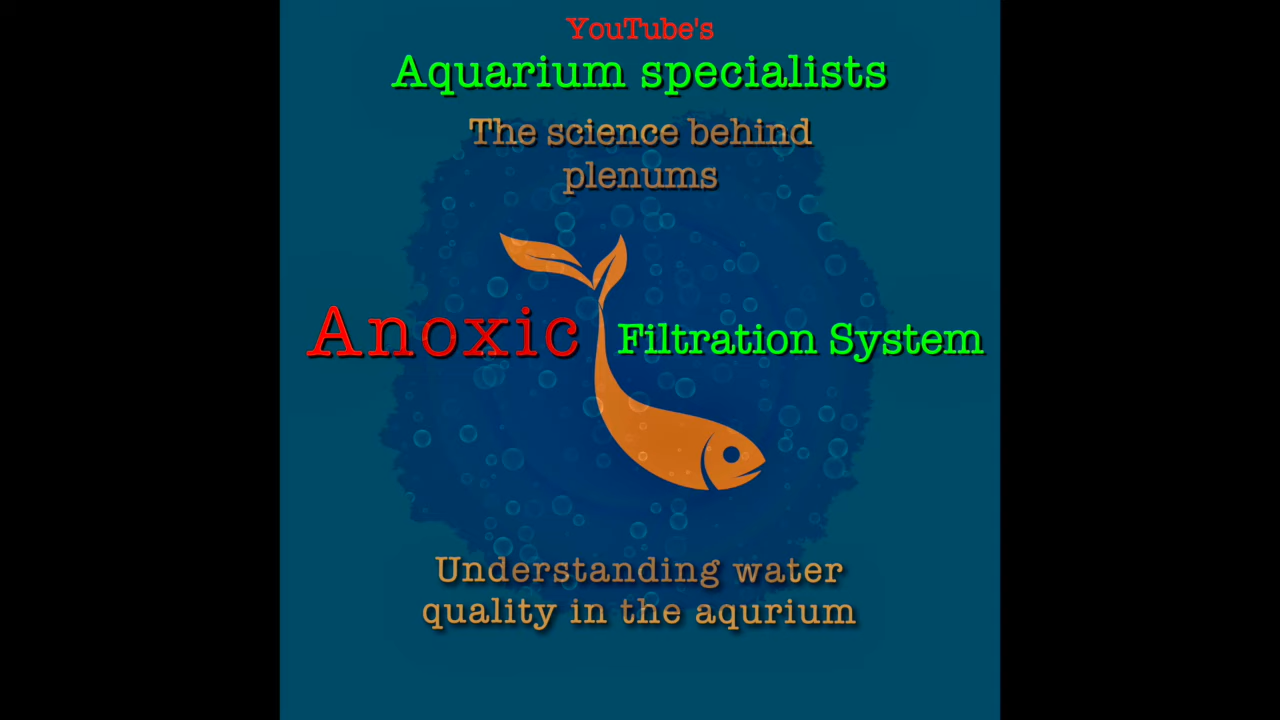 YouTube's
Aquarium specialists
The science behind
plenums
Anoxic Filtration System
Understanding water
quality in the aqurium